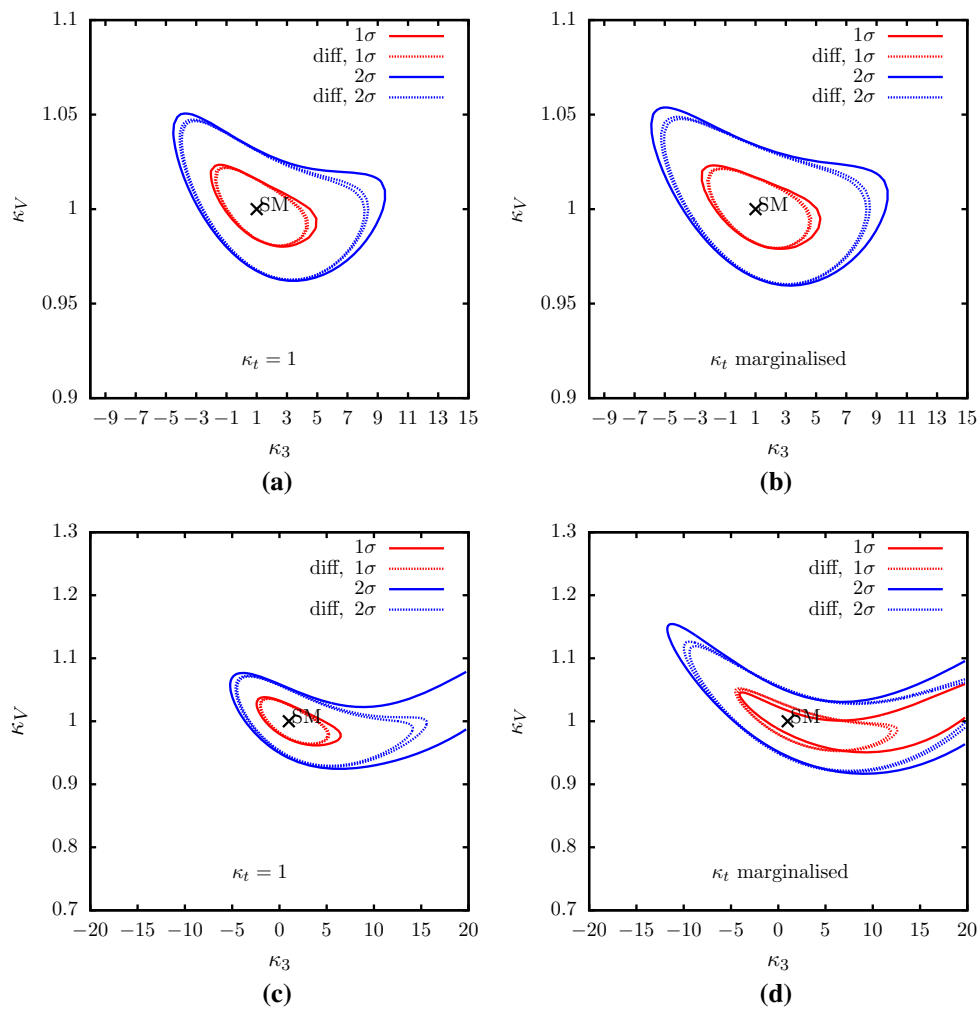 1.1
1σ
diff, 1σ
2σ
diff, 2σ
1.05
κV
1
SM
0.95
κt = 1
0.9
−9 −7 −5 −3 −1 1 3 5 7 9 11 13 15
κ3
(a)
1.1
1σ
diff, 1σ
2σ
diff, 2σ
1.05
κV
1
SM
0.95
κt marginalised
0.9
−9 −7 −5 −3 −1 1 3 5 7 9 11 13 15
κ3
(b)
1.3
1σ
diff, 1σ
2σ
diff, 2σ
1.2
1.1
κV
1
SM
0.9
0.8
κt = 1
0.7
−20 −15 −10 −5 0 5 10 15 20
κ3
(c)
1.3
1σ
diff, 1σ
2σ
diff, 2σ
1.2
1.1
κV
1
SM
0.9
0.8
κt marginalised
0.7
−20 −15 −10 −5 0 5 10 15 20
κ3
(d)